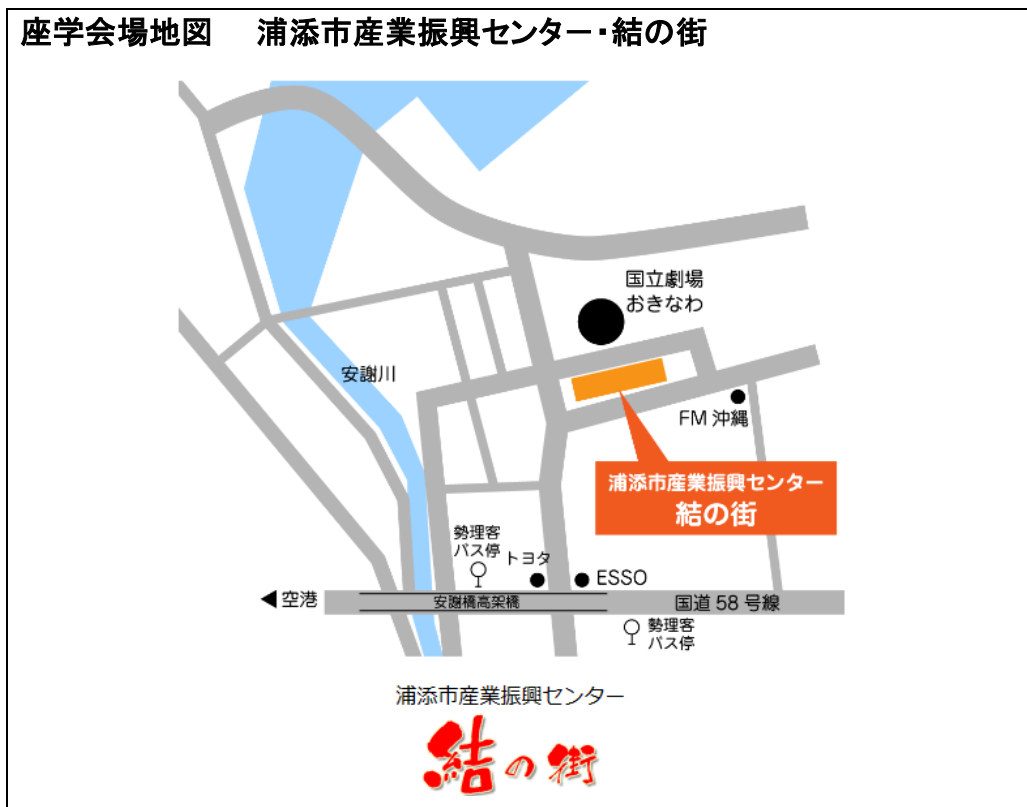 座学会場地図　浦添市産業振興センター・結の街
国立劇場
おきなわ
安謝川
FM 沖縄
浦添市産業振興センター
結の街
勢理客
バス停
トヨタ
ESSO
◀空港
安謝橋高架橋
国道 58 号線
勢理客
バス停
浦添市産業振興センター
結の街